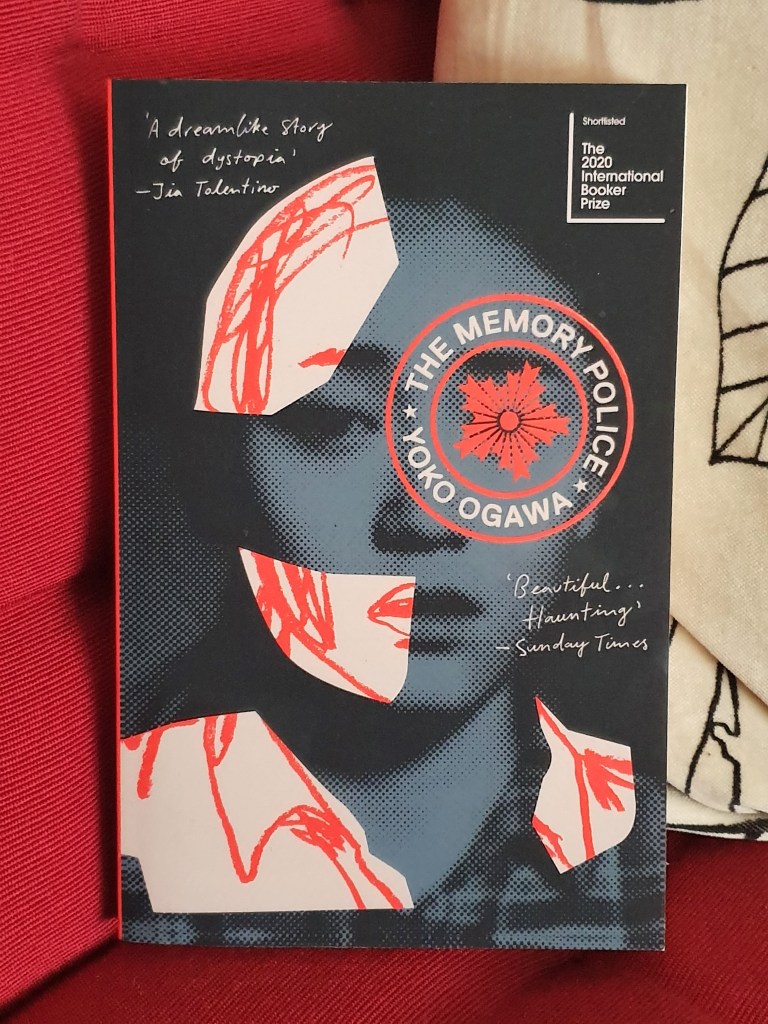 'A dreamlike story
of dystopia'
—Jia Tolentino
Shortlisted
The
2020
International
Booker
Prize
THE MEMORY POLICE
YOKO OGAWA
'Beautiful...
Haunting'
— Sunday Times